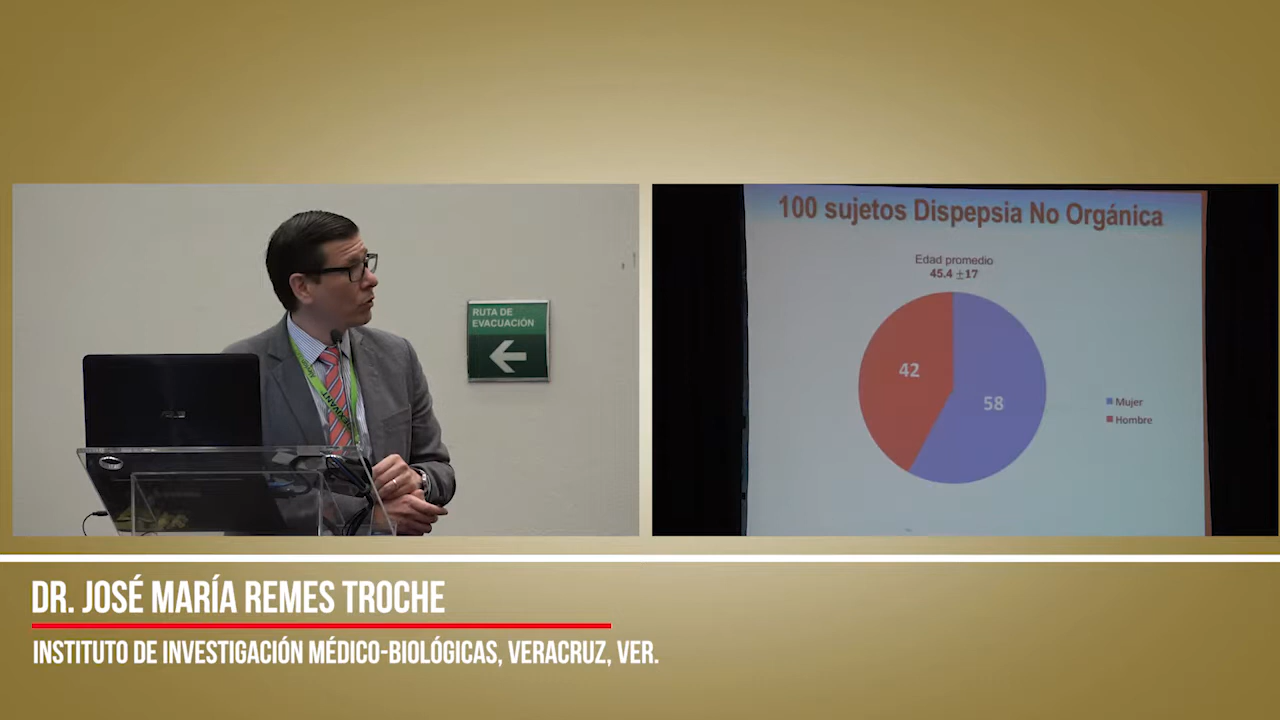 RUTA DE
EVACUACIÓN
ASUS
100 sujetos Dispepsia No Orgánica
Edad promedio
45.4 ±17
42
58
Mujer
Hombre
DR. JOSÉ MARÍA REMES TROCHE
INSTITUTO DE INVESTIGACIÓN MÉDICO-BIOLÓGICAS, VERACRUZ, VER.